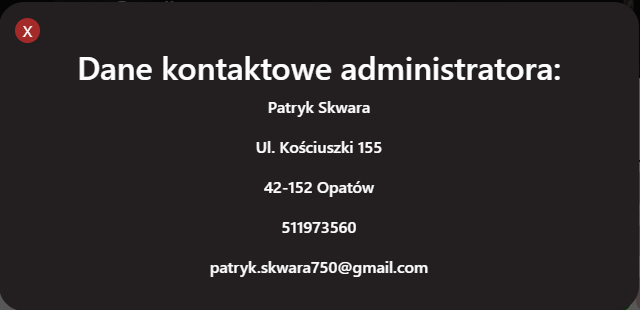 X
Dane kontaktowe administratora:
Patryk Skwara
Ul. Kościuszki 155
42-152 Opatów
511973560
patryk.skwara750@gmail.com